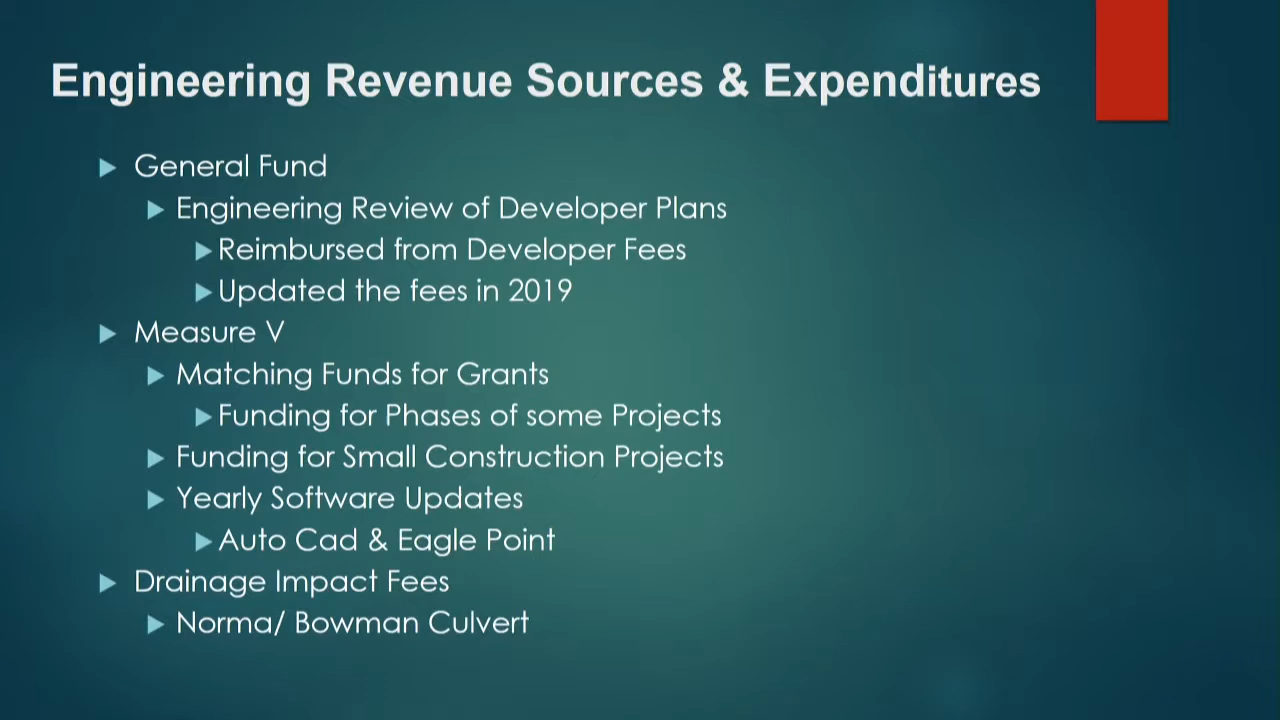 Engineering Revenue Sources & Expenditures
General Fund
Engineering Review of Developer Plans
Reimbursed from Developer Fees
Updated the fees in 2019
Measure V
Matching Funds for Grants
Funding for Phases of some Projects
Funding for Small Construction Projects
Yearly Software Updates
Auto Cad & Eagle Point
Drainage Impact Fees
Norma/ Bowman Culvert